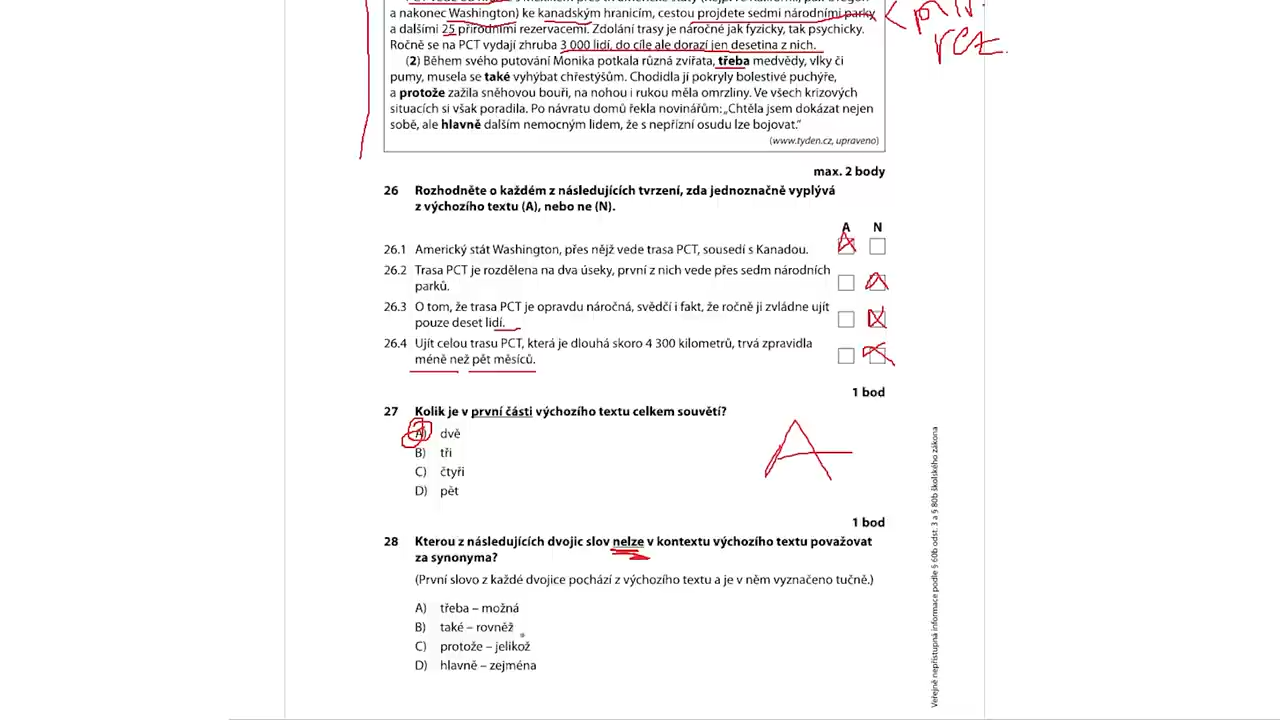 a nakonec Washington) ke kanadským hranicím, cestou projdete sedmi národními parky
a dalšími 25 přírodními rezervacemi. Zdolání trasy je náročné jak fyzicky, tak psychicky.
Ročně se na PCT vydají zhruba 3 000 lidí, do cíle ale dorazí jen desetina z nich.
(2) Během svého putování Monika potkala různá zvířata, třeba medvědy, vlky či
pumy, musela se také vyhýbat chřestýšům. Chodidla jí pokryly bolestivé puchýře,
a protože zažila sněhovou bouři, na nohou i rukou měla omrzliny. Ve všech krizových
situacích si však poradila. Po návratu domů řekla novinářům: „Chtěla jsem dokázat nejen
sobě, ale hlavně dalším nemocným lidem, že s nepřízní osudu lze bojovat.“
(www.tyden.cz, upraveno)
max. 2 body
26 Rozhodněte o každém z následujících tvrzení, zda jednoznačně vyplývá
z výchozího textu (A), nebo ne (N).
A N
26.1 Americký stát Washington, přes nějž vede trasa PCT, sousedí s Kanadou.
26.2 Trasa PCT je rozdělena na dva úseky, první z nich vede přes sedm národních
parků.
26.3 O tom, že trasa PCT je opravdu náročná, svědčí i fakt, že ročně ji zvládne ujít
pouze deset lidí.
26.4 Ujít celou trasu PCT, která je dlouhá skoro 4 300 kilometrů, trvá zpravidla
méně než pět měsíců.
1 bod
27 Kolik je v první části výchozího textu celkem souvětí?
A) dvě
B) tři
C) čtyři
D) pět
A
1 bod
28 Kterou z následujících dvojic slov nelze v kontextu výchozího textu považovat
za synonyma?
(První slovo z každé dvojice pochází z výchozího textu a je v něm vyznačeno tučně.)
A) třeba – možná
B) také – rovněž
C) protože – jelikož
D) hlavně – zejména
Veřejně nepřístupná informace podle § 60b odst. 3 a § 80b školského zákona